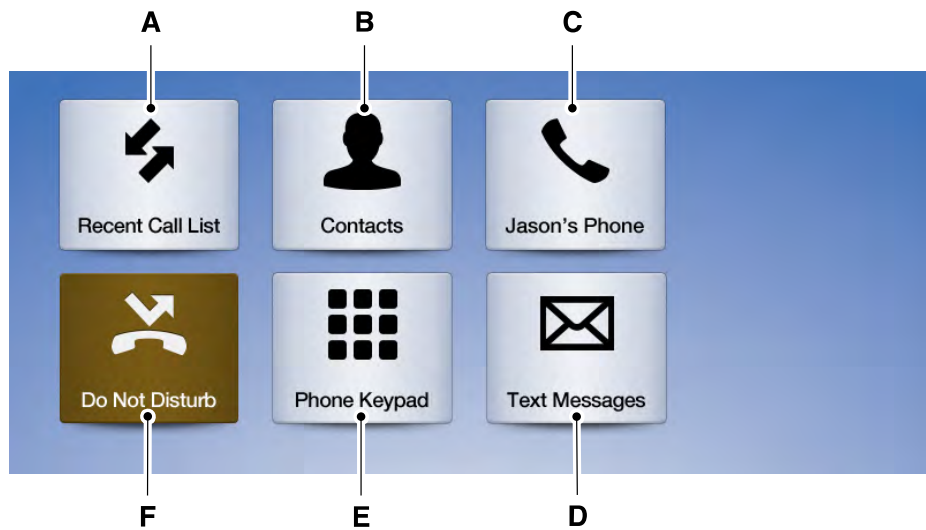 A B C
Recent Call List Contacts Jason's Phone
Do Not Disturb Phone Keypad Text Messages
F E D